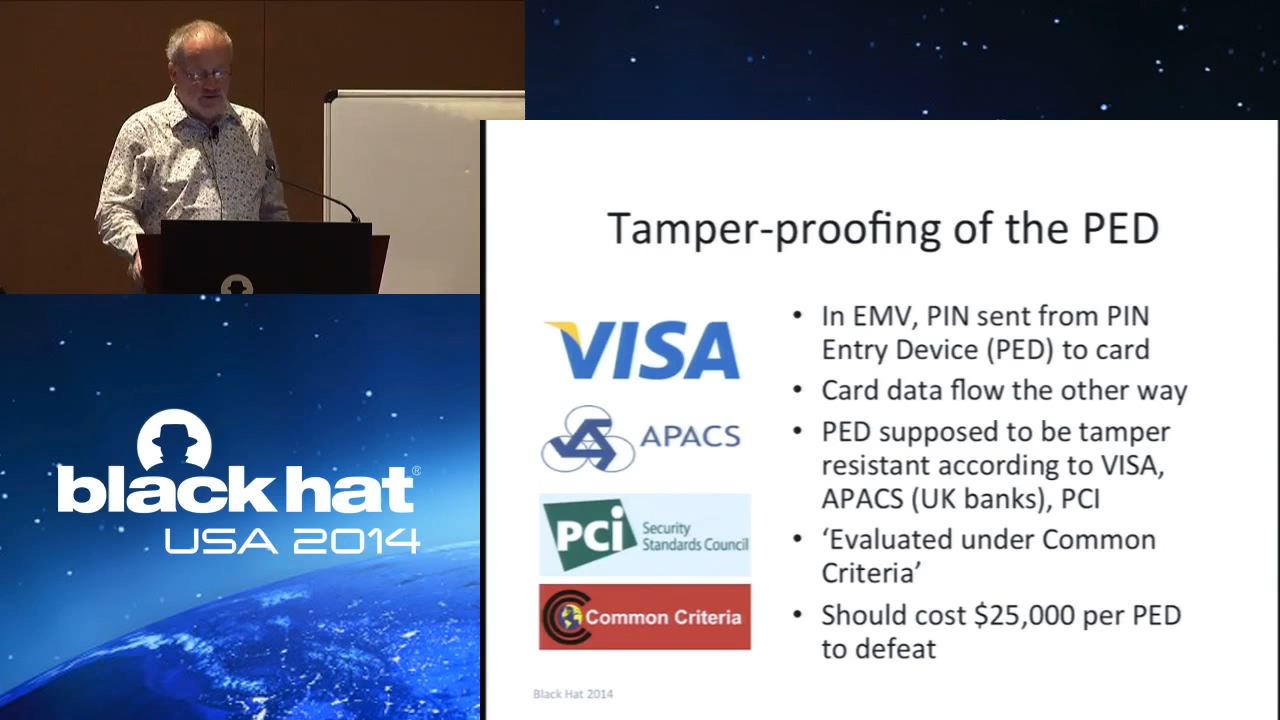 Tamper-proofing of the PED
VISA
APACS
PCi Security
Standards Council
Common Criteria
• In EMV, PIN sent from PIN
Entry Device (PED) to card
• Card data flow the other way
• PED supposed to be tamper
resistant according to VISA,
APACS (UK banks), PCI
• ‘Evaluated under Common
Criteria’
• Should cost $25,000 per PED
to defeat
Black Hat 2014
black hat®
USA 2014